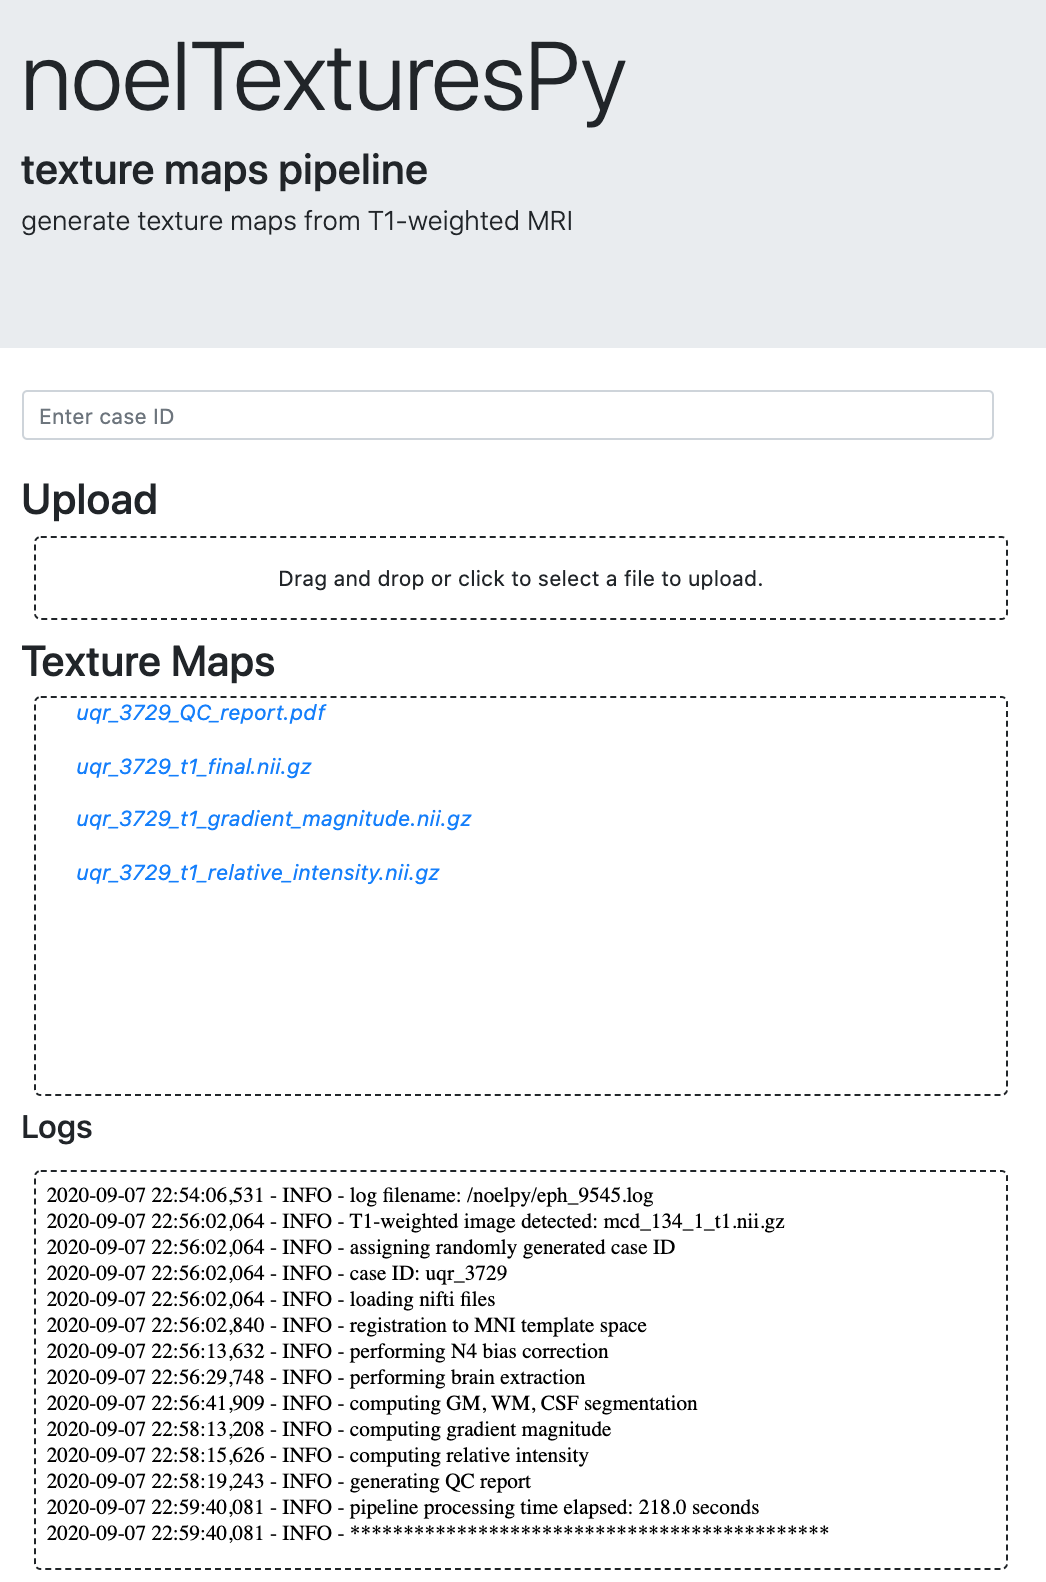 noelTexturesPy
texture maps pipeline
generate texture maps from T1-weighted MRI
Enter case ID
Upload
Drag and drop or click to select a file to upload.
Texture Maps
uqr_3729_QC_report.pdf
uqr_3729_t1_final.nii.gz
uqr_3729_t1_gradient_magnitude.nii.gz
uqr_3729_t1_relative_intensity.nii.gz
Logs
2020-09-07 22:54:06,531 - INFO - log filename: /noelpy/eph_9545.log
2020-09-07 22:56:02,064 - INFO - T1-weighted image detected: mcd_134_1_t1.nii.gz
2020-09-07 22:56:02,064 - INFO - assigning randomly generated case ID
2020-09-07 22:56:02,064 - INFO - case ID: uqr_3729
2020-09-07 22:56:02,064 - INFO - loading nifti files
2020-09-07 22:56:02,840 - INFO - registration to MNI template space
2020-09-07 22:56:13,632 - INFO - performing N4 bias correction
2020-09-07 22:56:29,748 - INFO - performing brain extraction
2020-09-07 22:56:41,909 - INFO - computing GM, WM, CSF segmentation
2020-09-07 22:58:13,208 - INFO - computing gradient magnitude
2020-09-07 22:58:15,626 - INFO - computing relative intensity
2020-09-07 22:58:19,243 - INFO - generating QC report
2020-09-07 22:59:40,081 - INFO - pipeline processing time elapsed: 218.0 seconds
2020-09-07 22:59:40,081 - INFO - *********************************************